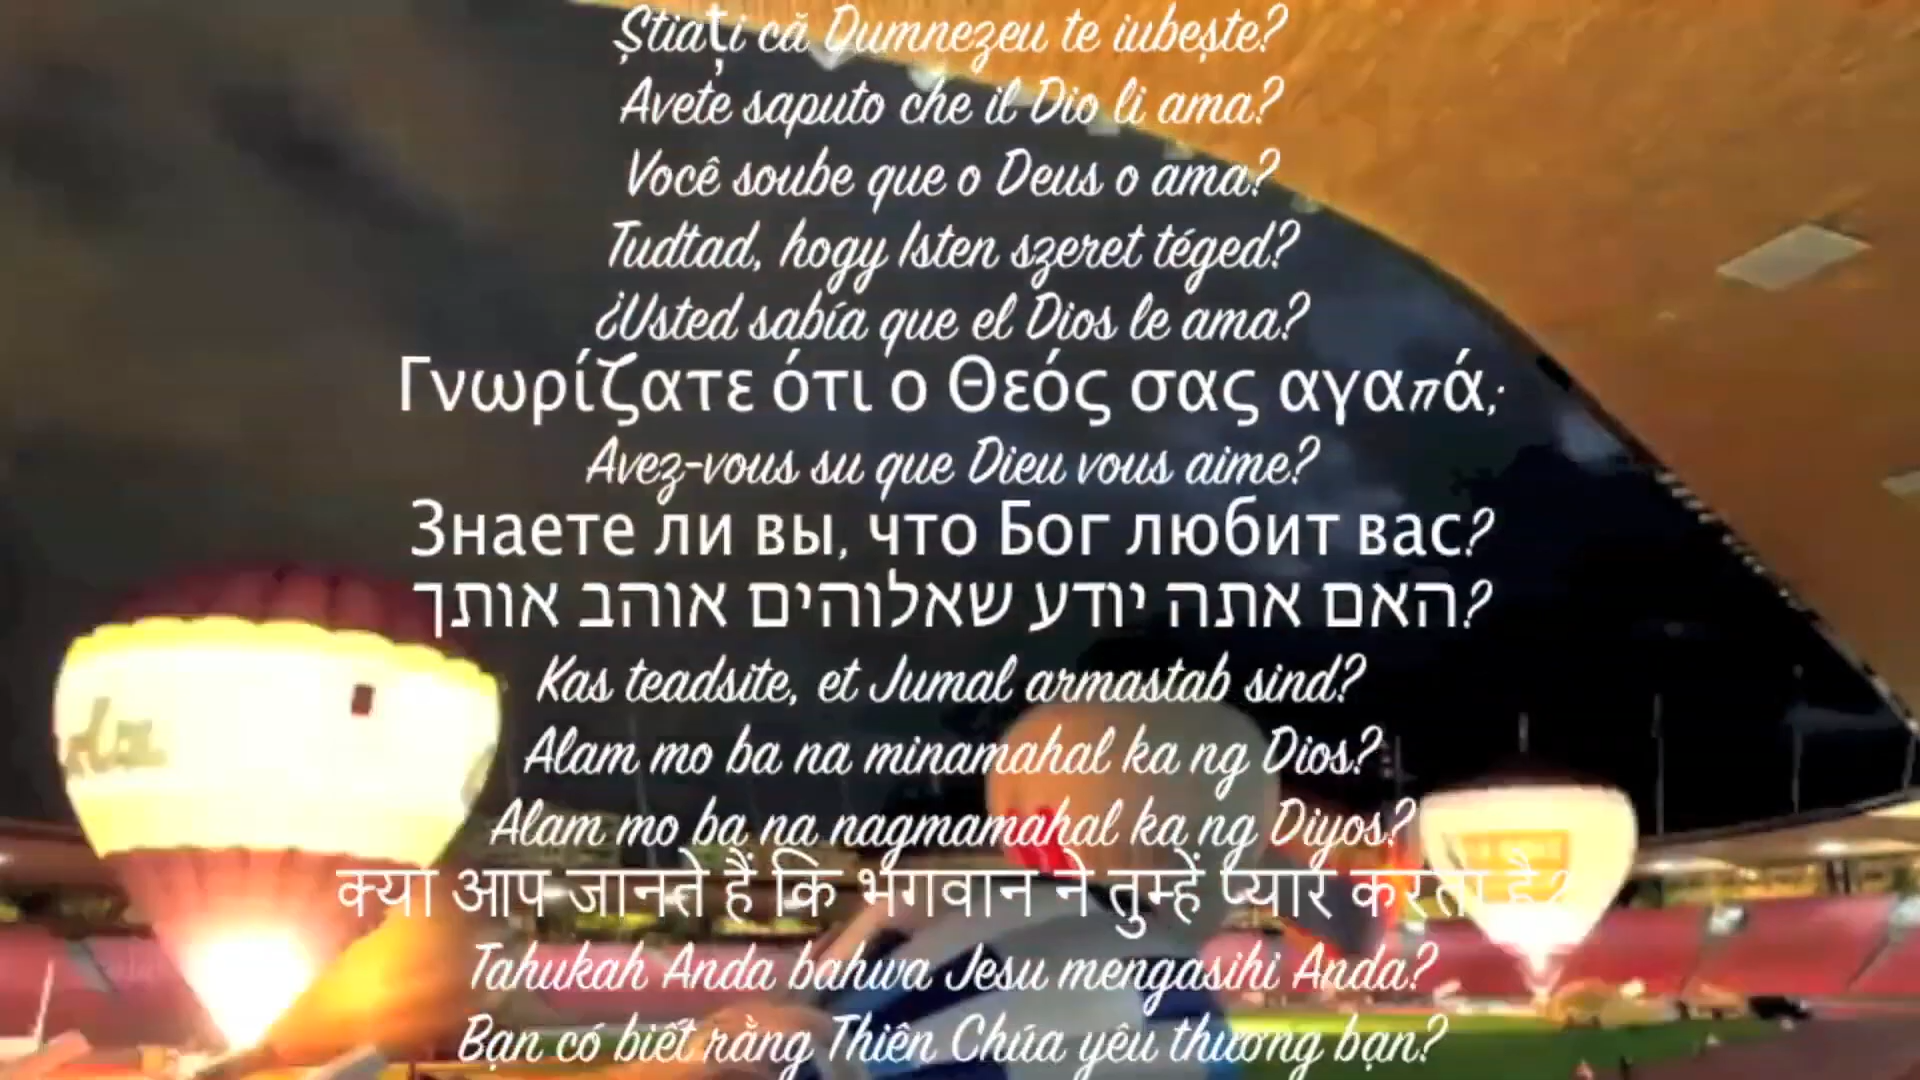 Știați că Dumnezeu te iubește?
Avete saputo che il Dio li ama?
Você soube que o Deus o ama?
Tudtad, hogy Isten szeret téged?
¿Usted sabía que el Dios le ama?
Γνωρίζατε ότι ο Θεός σας αγαπά;
Avez-vous su que Dieu vous aime?
Знаете ли вы, что Бог любит вас?
האם אתה יודע שאלוהים אוהב אותך?
Kas teadsite, et Jumal armastab sind?
Alam mo ba na minamahal ka ng Dios?
Alam mo ba na nagmamahal ka ng Diyos?
क्या आप जानते हैं कि भगवान ने तुम्हें प्यार करता है?
Tahukah Anda bahwa Jesu mengasihi Anda?
Bạn có biết rằng Thiên Chúa yêu thương bạn?